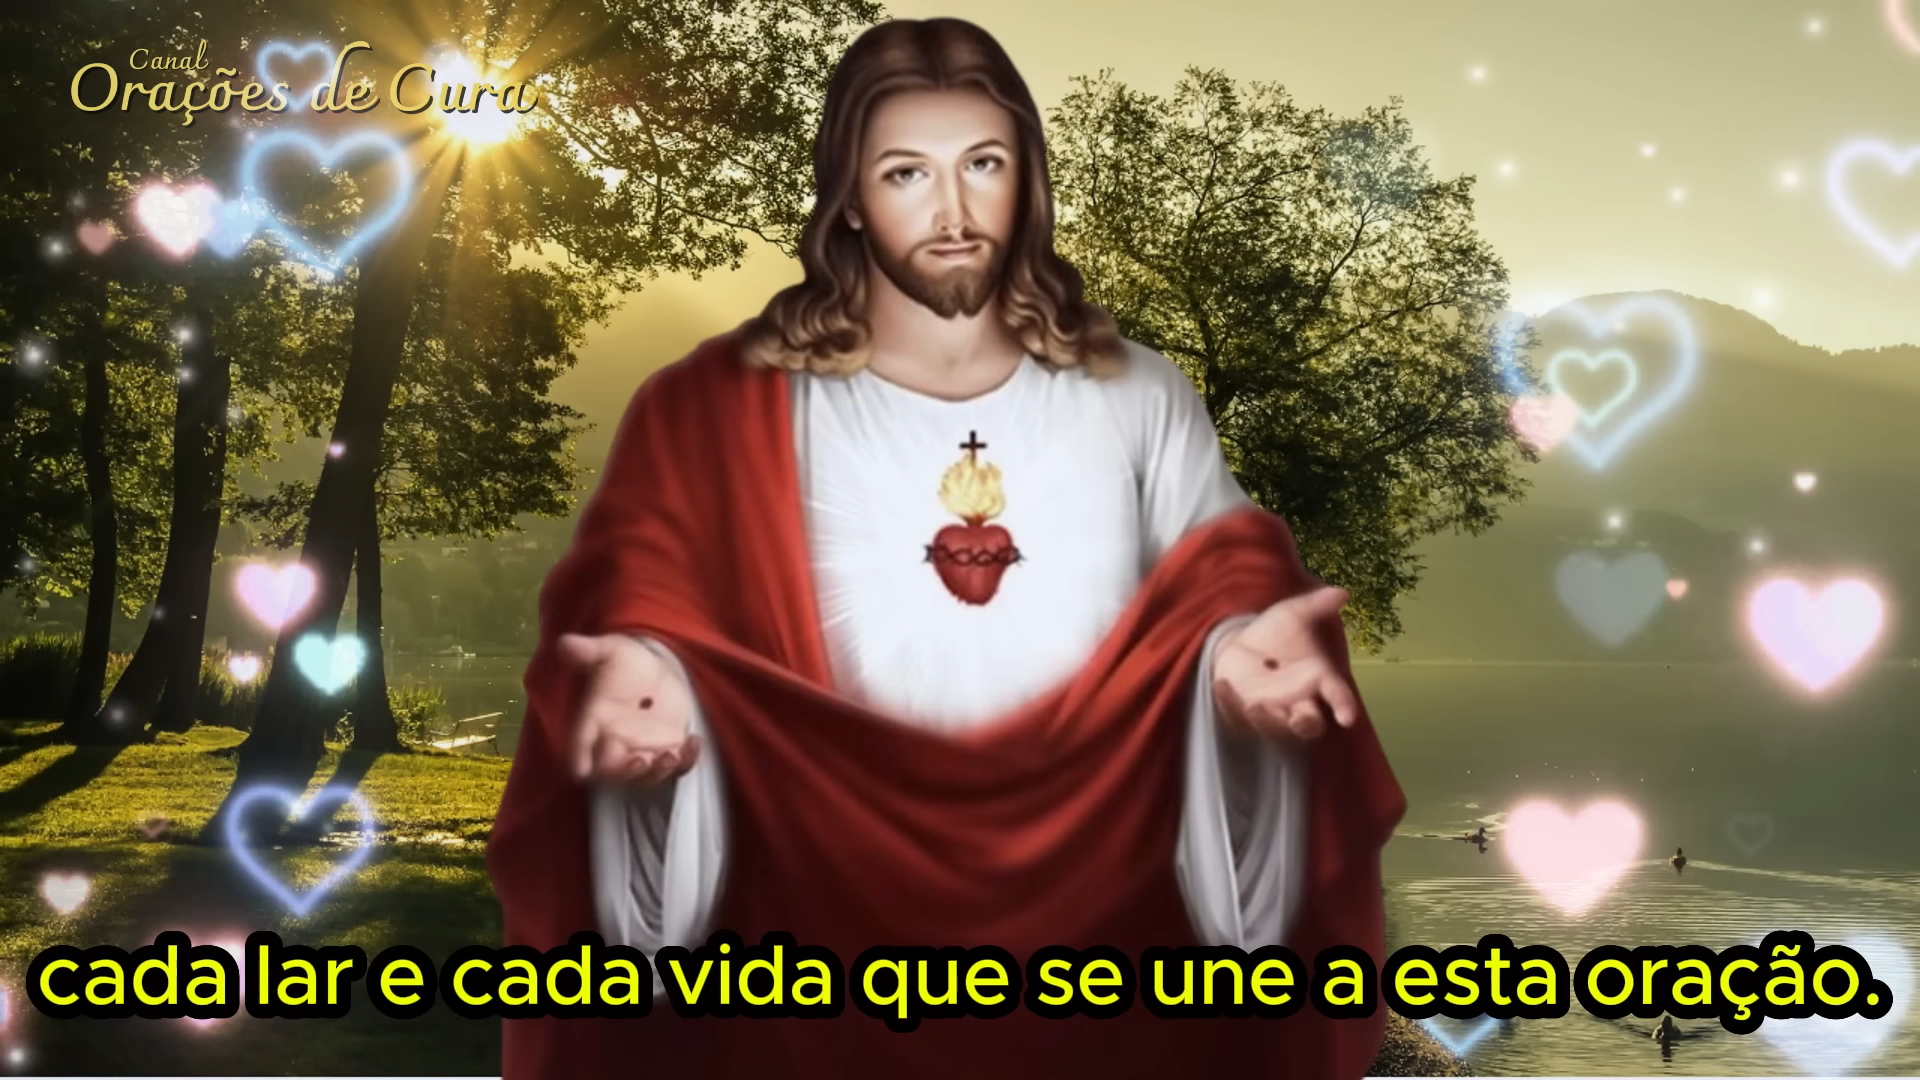 Canal
Orações de Cura
cada lar e cada vida que se une a esta oração.